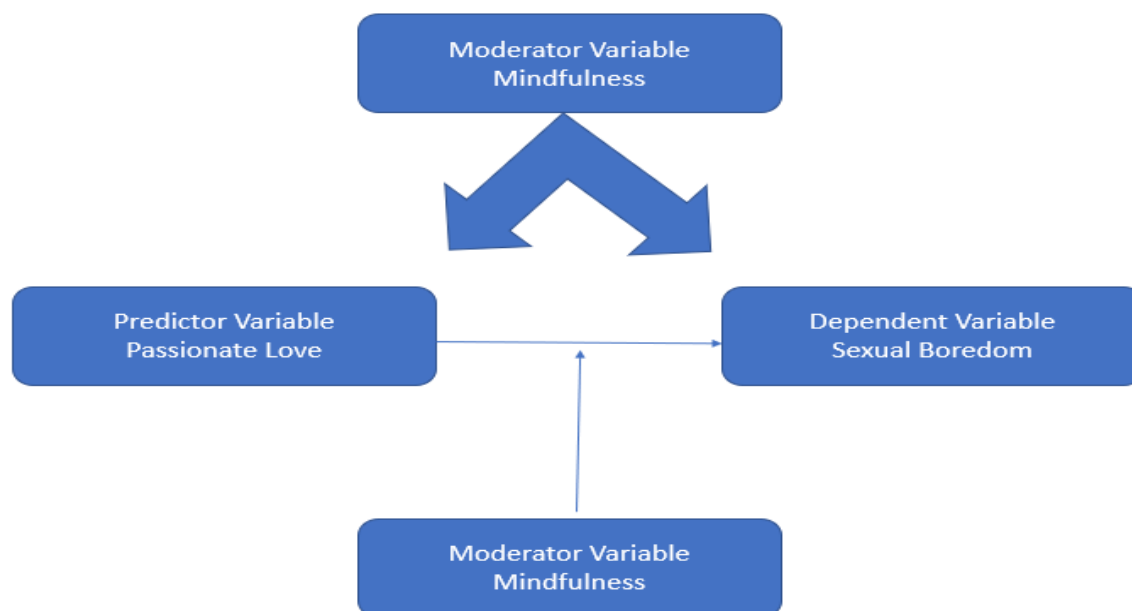 Moderator Variable
Mindfulness
Predictor Variable
Passionate Love
Dependent Variable
Sexual Boredom
Moderator Variable
Mindfulness